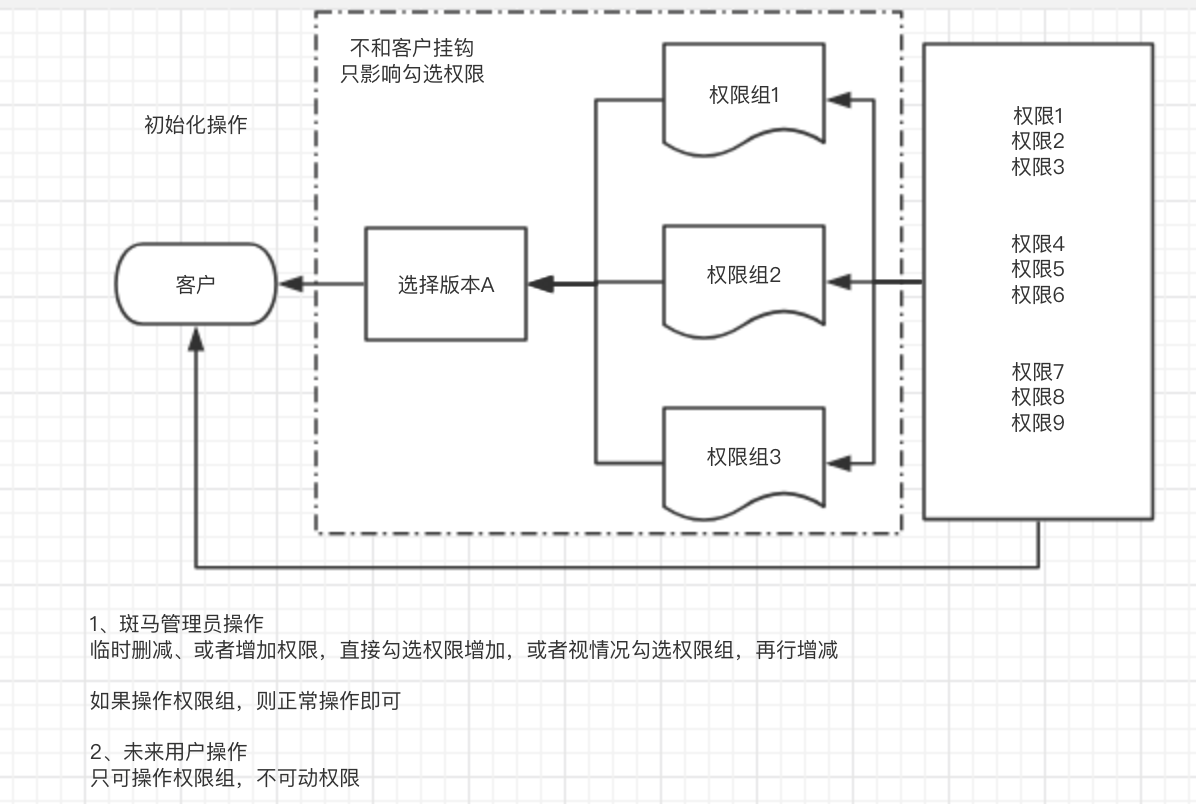 不和客户挂钩
只影响勾选权限
初始化操作
客户
选择版本A
权限组1
权限组2
权限组3
权限1
权限2
权限3
权限4
权限5
权限6
权限7
权限8
权限9
1、斑马管理员操作
临时删减、或者增加权限，直接勾选权限增加，或者视情况勾选权限组，再行增减
如果操作权限组，则正常操作即可
2、未来用户操作
只可操作权限组，不可动权限